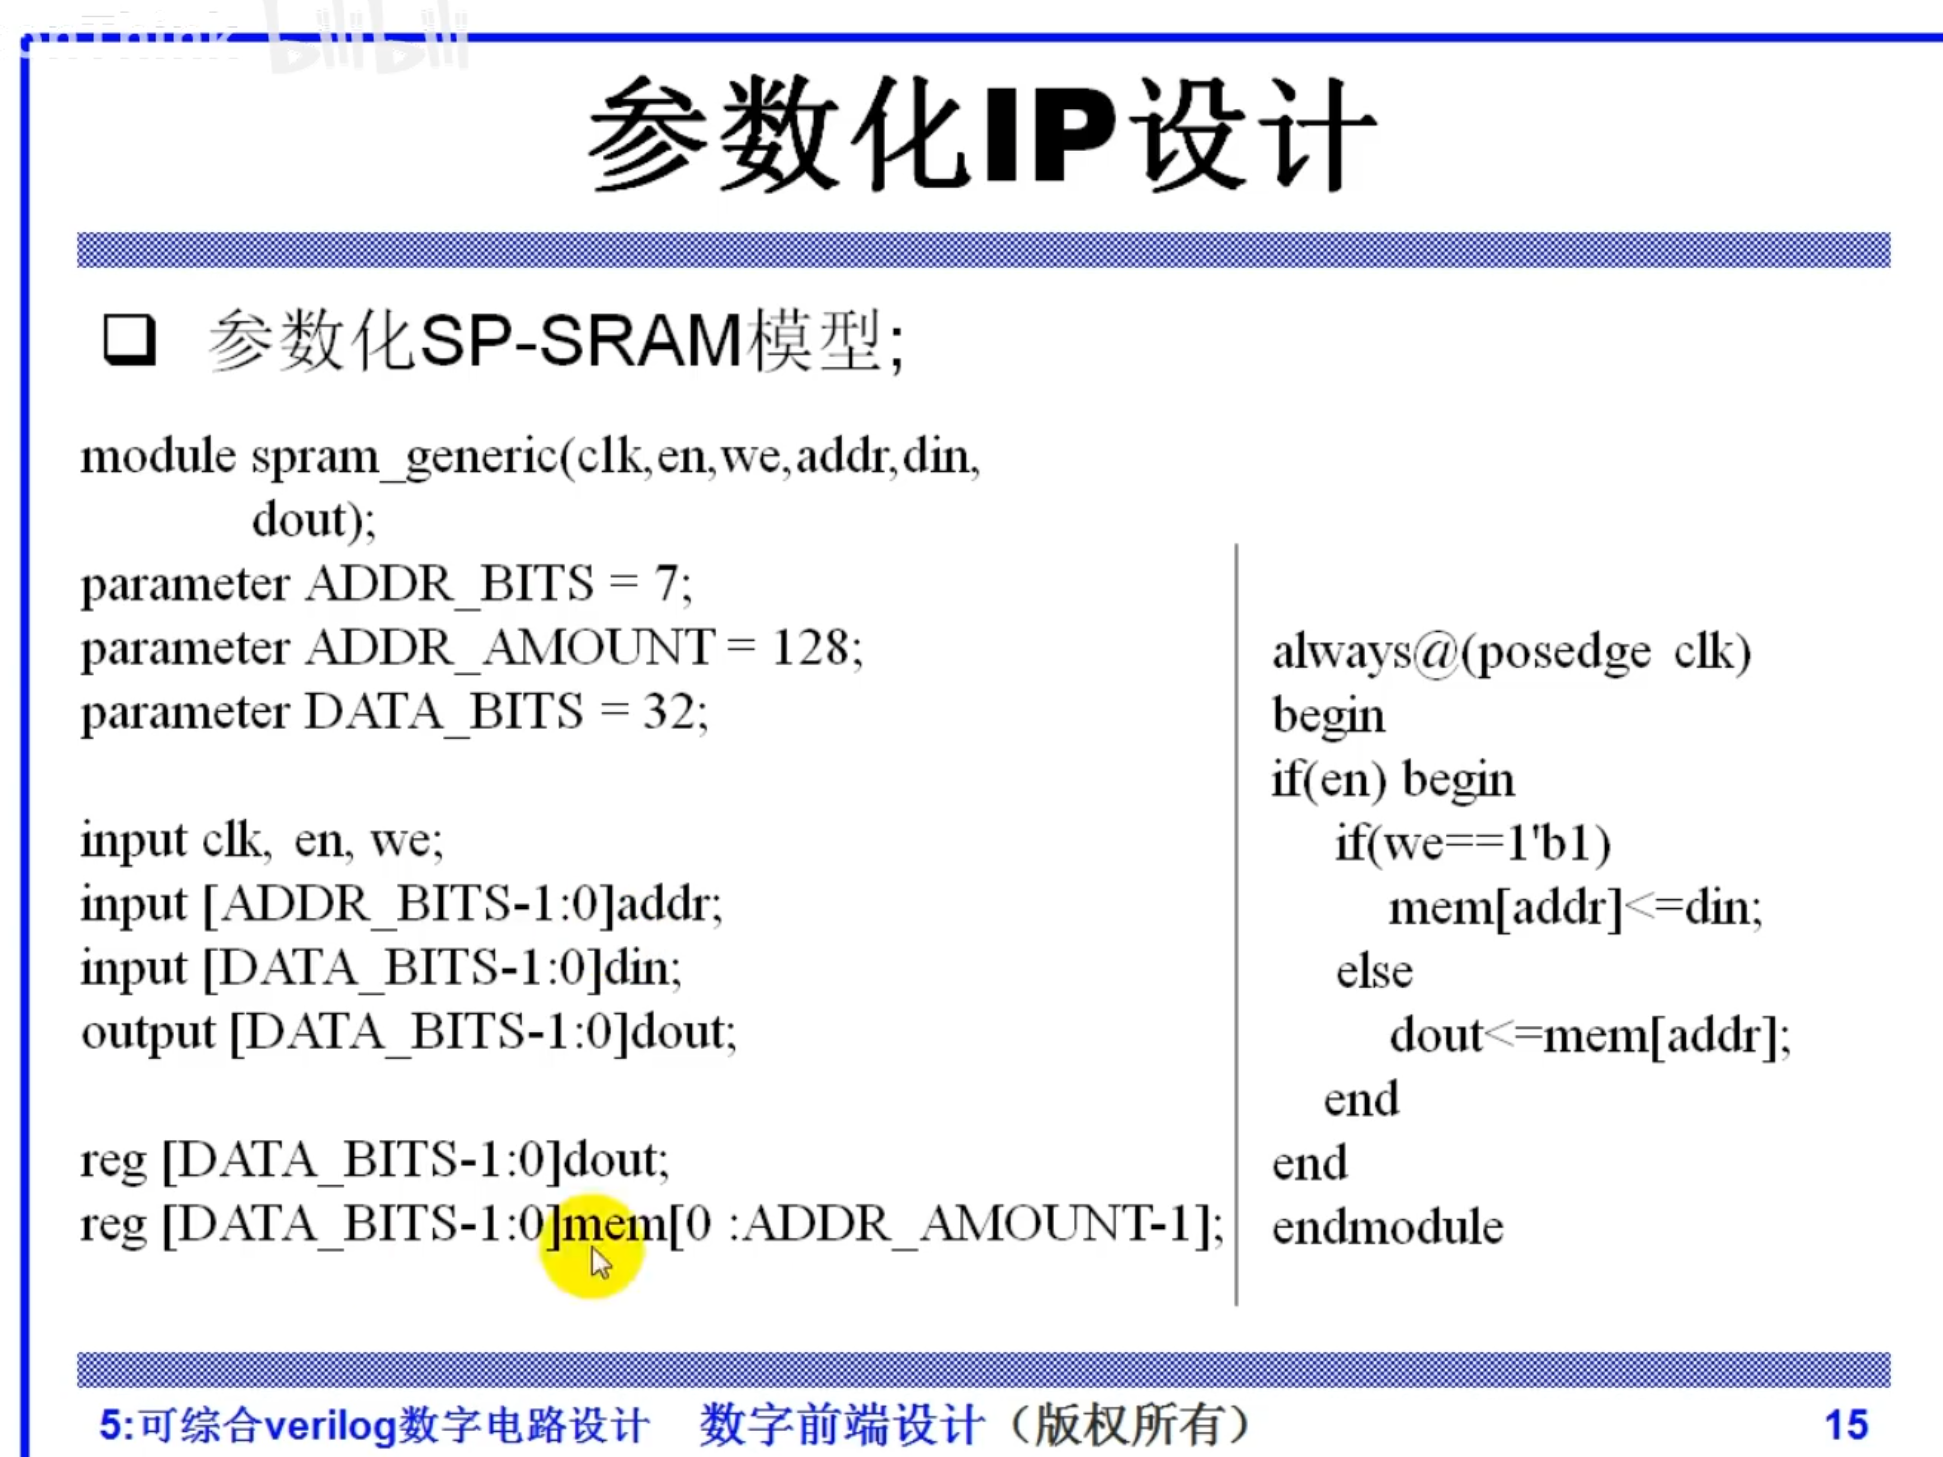 bilibili
参数化IP设计
参数化SP-SRAM模型;
module spram_generic(clk,en,we,addr,din,
dout);
parameter ADDR_BITS = 7;
parameter ADDR_AMOUNT = 128;
parameter DATA_BITS = 32;
input clk, en, we;
input [ADDR_BITS-1:0]addr;
input [DATA_BITS-1:0]din;
output [DATA_BITS-1:0]dout;
reg [DATA_BITS-1:0]dout;
reg [DATA_BITS-1:0]mem[0 :ADDR_AMOUNT-1];
always@(posedge clk)
begin
if(en) begin
if(we==1'b1)
mem[addr]<=din;
else
dout<=mem[addr];
end
end
endmodule
5:可综合verilog数字电路设计 数字前端设计（版权所有） 15